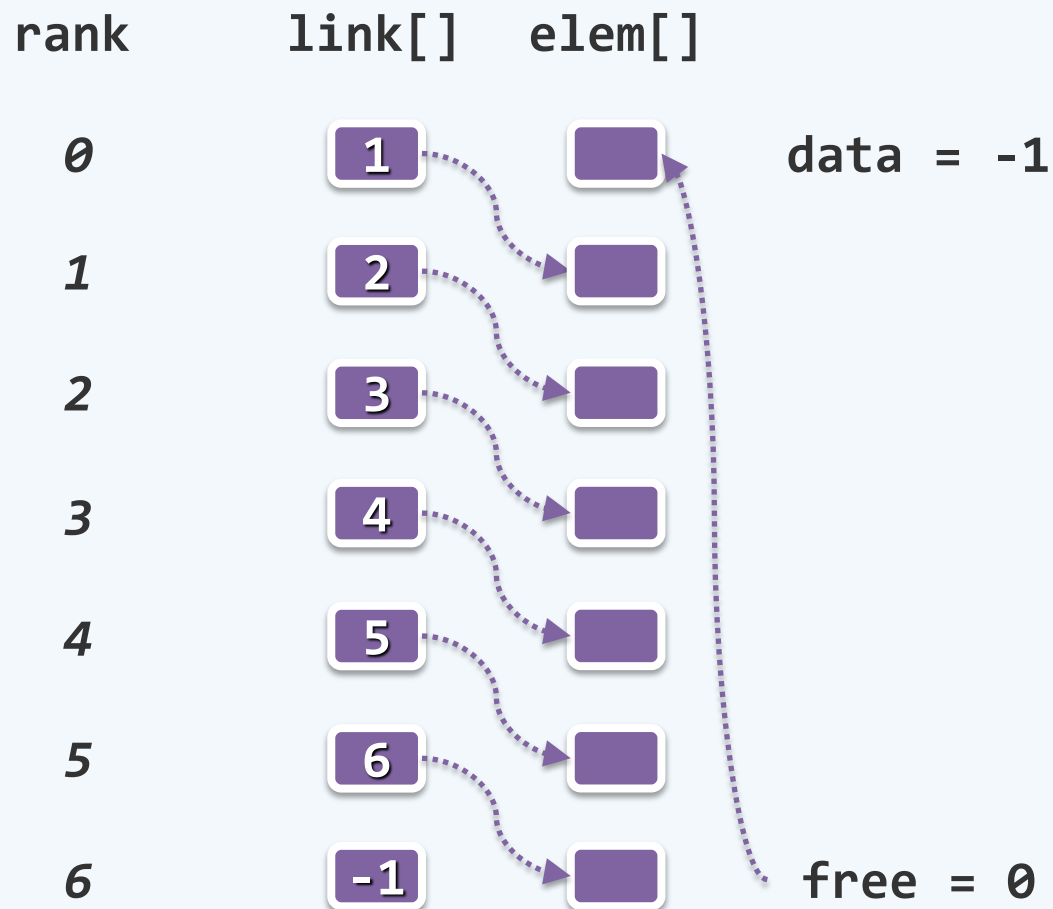 rank link[] elem[]
0 1 data = -1
1 2
2 3
3 4
4 5
5 6
6 -1 free = 0